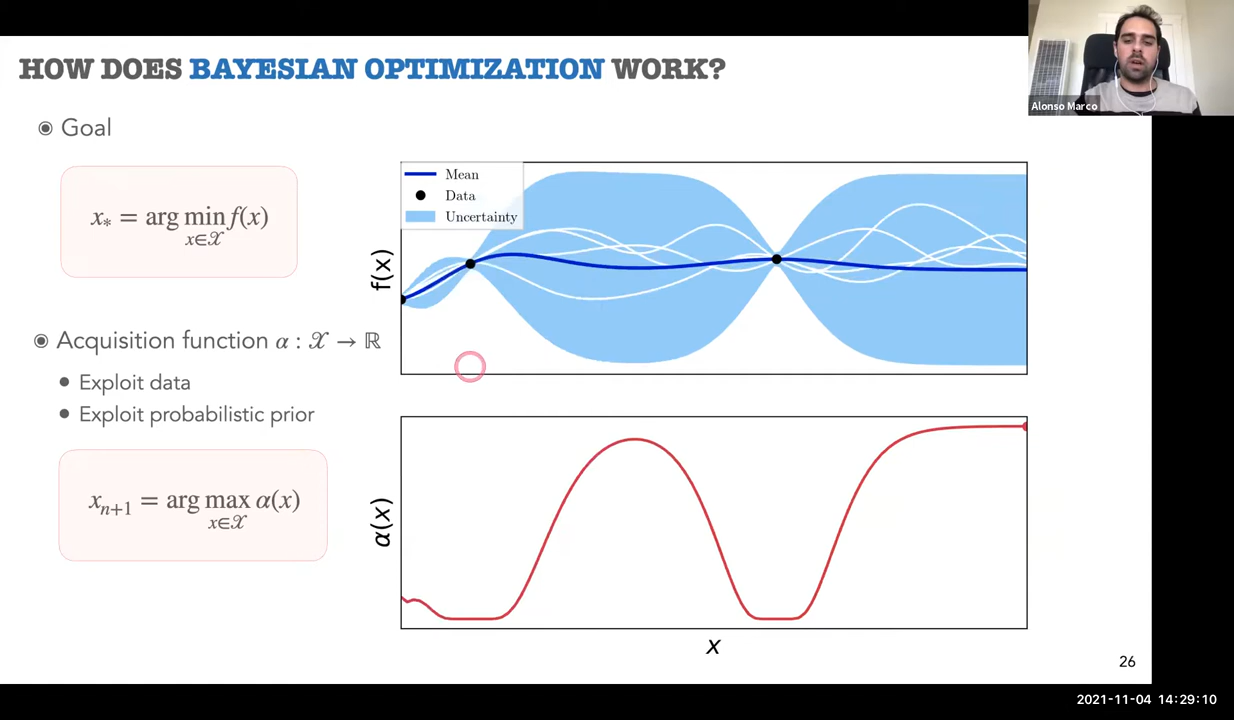 HOW DOES BAYESIAN OPTIMIZATION WORK?
Alonso Marco
Goal
x* = arg min f(x)
x∈𝒳
Mean
Data
Uncertainty
f(x)
Acquisition function α : 𝒳 → ℝ
Exploit data
Exploit probabilistic prior
xₙ₊₁ = arg max α(x)
x∈𝒳
α(x)
x
26
2021-11-04 14:29:10